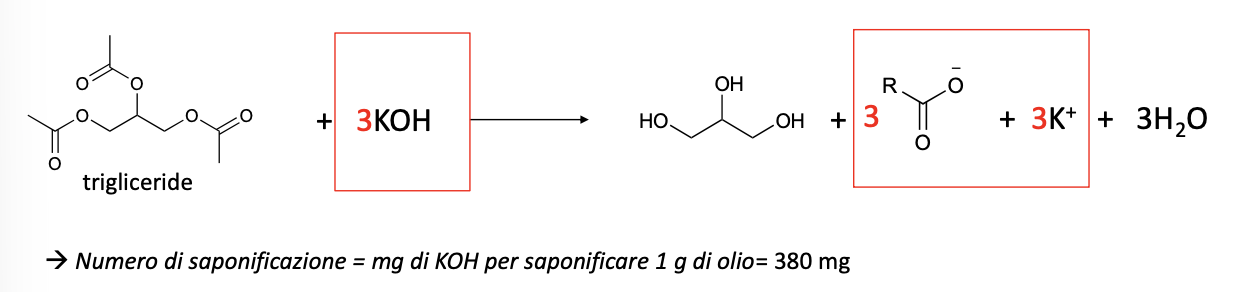 O
O
O
O
O
O
trigliceride
+ 3KOH
OH
HO
OH
+ 3
R
O
−
O
+ 3K⁺ + 3H₂O
→ Numero di saponificazione = mg di KOH per saponificare 1 g di olio= 380 mg